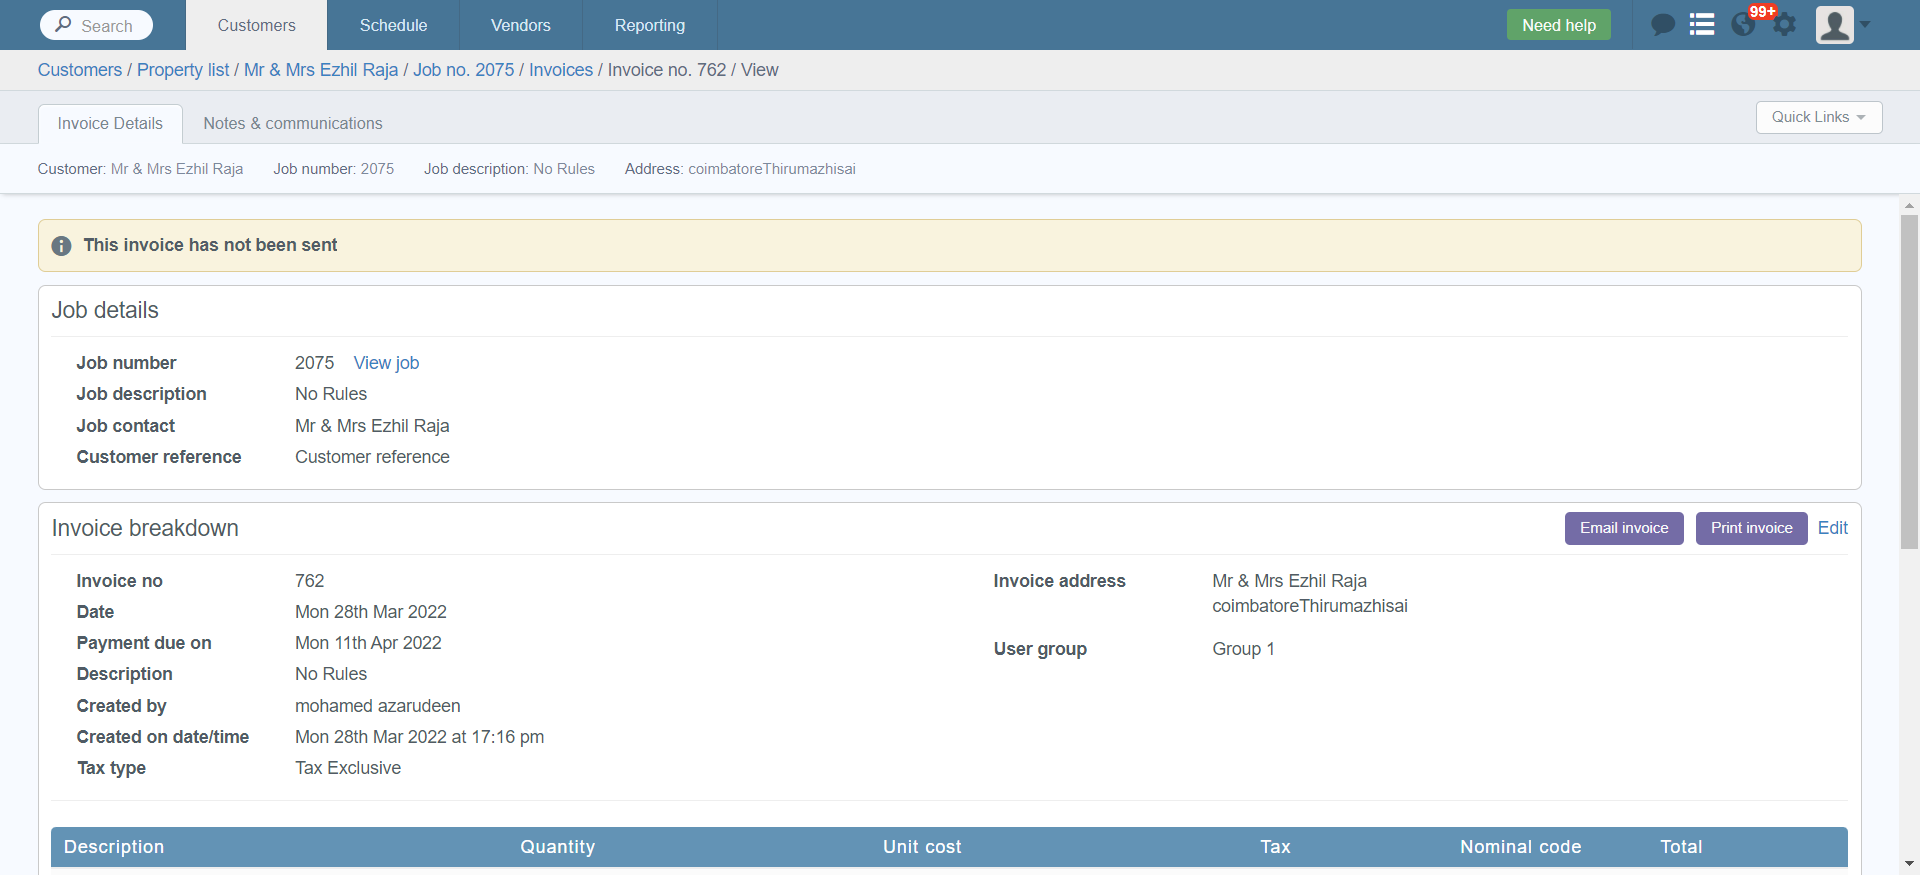 Search Customers Schedule Vendors Reporting Need help 99+
Customers / Property list / Mr & Mrs Ezhil Raja / Job no. 2075 / Invoices / Invoice no. 762 / View
Invoice Details Notes & communications Quick Links
Customer: Mr & Mrs Ezhil Raja Job number: 2075 Job description: No Rules Address: coimbatoreThirumazhisai
This invoice has not been sent
Job details
Job number 2075 View job
Job description No Rules
Job contact Mr & Mrs Ezhil Raja
Customer reference Customer reference
Invoice breakdown Email invoice Print invoice Edit
Invoice no 762 Invoice address Mr & Mrs Ezhil Raja
coimbatoreThirumazhisai
Date Mon 28th Mar 2022
Payment due on Mon 11th Apr 2022 User group Group 1
Description No Rules
Created by mohamed azarudeen
Created on date/time Mon 28th Mar 2022 at 17:16 pm
Tax type Tax Exclusive
Description Quantity Unit cost Tax Nominal code Total